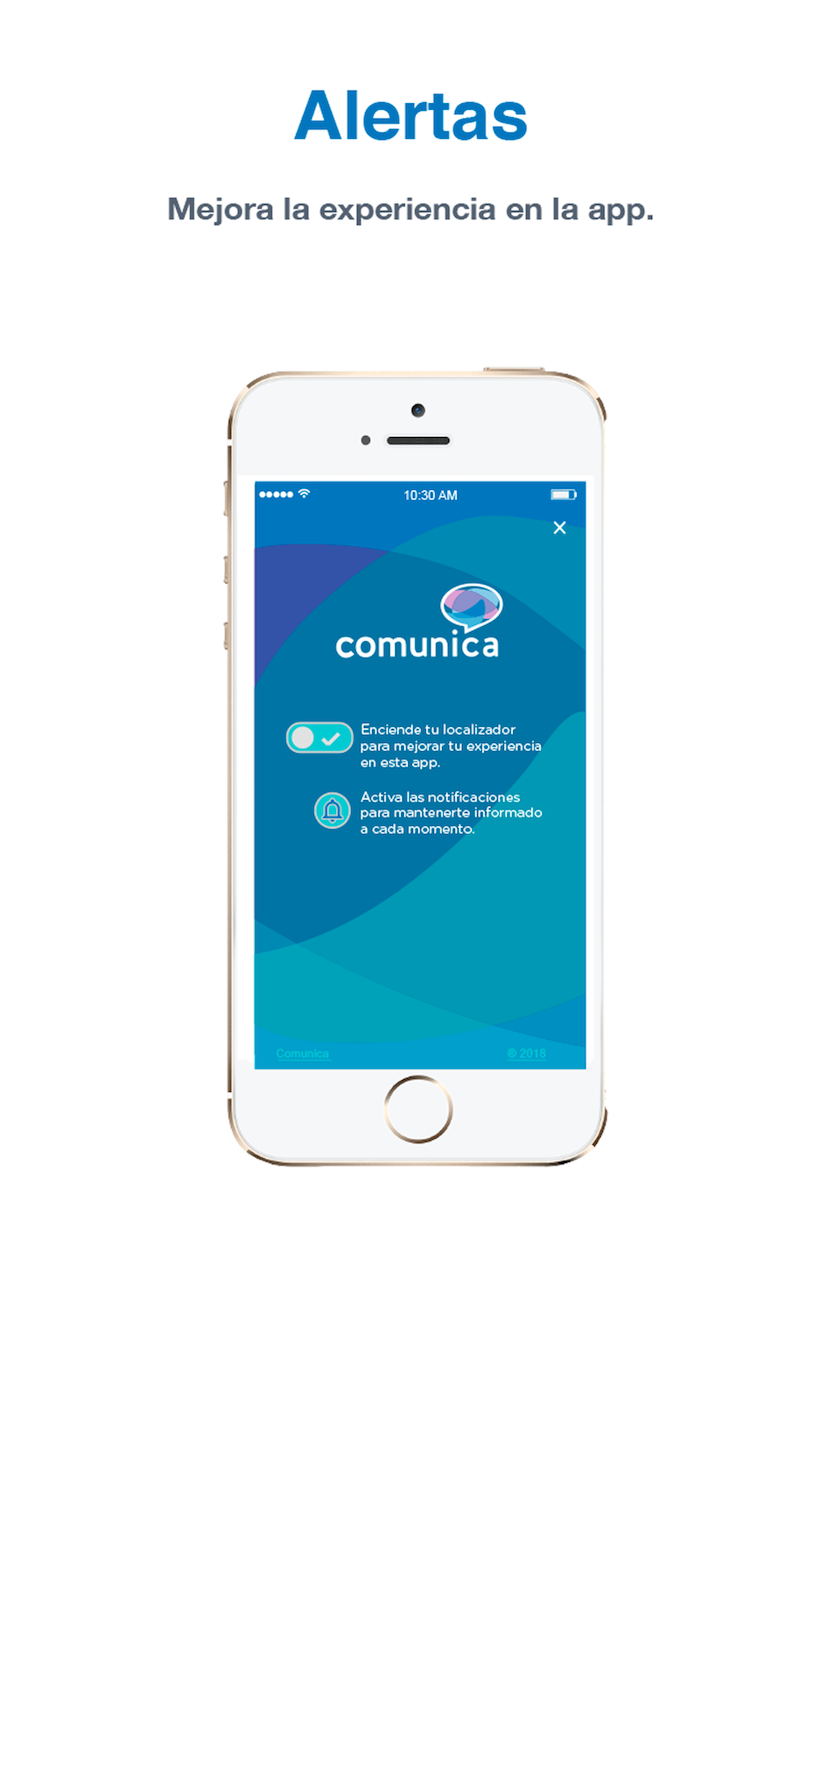 Alertas
Mejora la experiencia en la app.
10:30 AM
comunica
Enciende tu localizador
para mejorar tu experiencia
en esta app.
Activa las notificaciones
para mantenerte informado
a cada momento.
Comunica © 2018